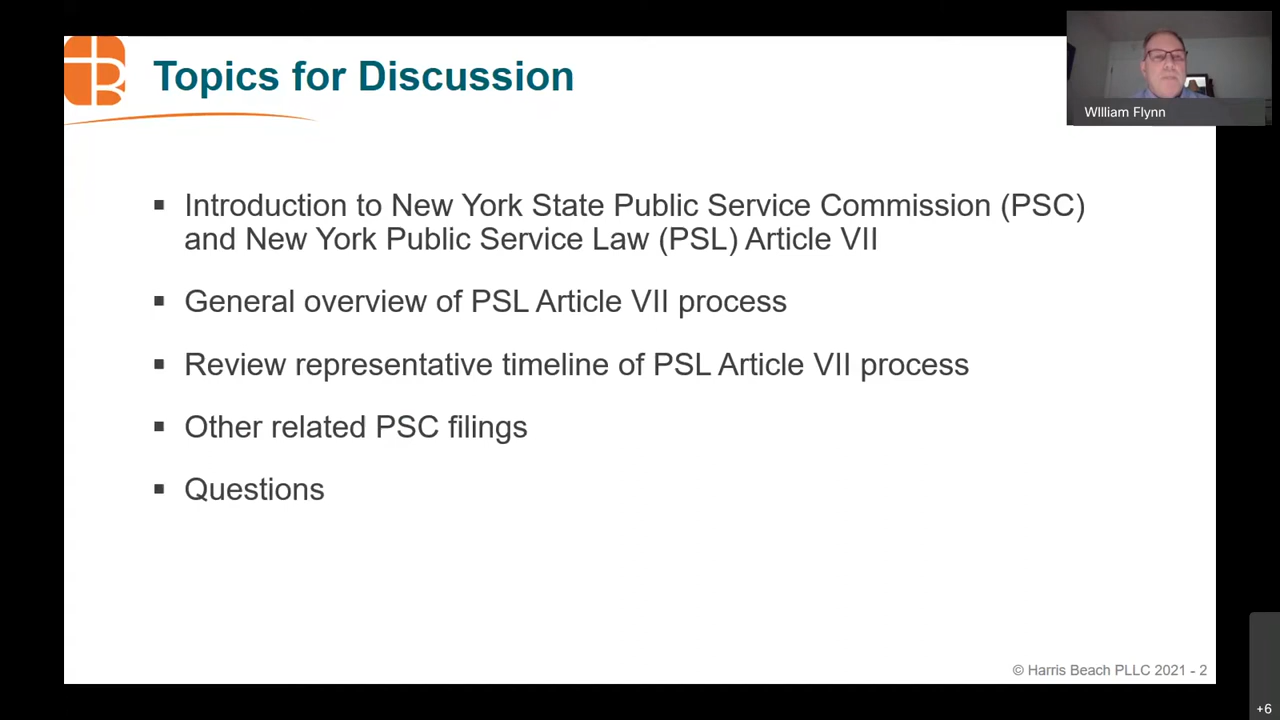 Topics for Discussion
WIlliam Flynn
▪ Introduction to New York State Public Service Commission (PSC)
and New York Public Service Law (PSL) Article VII
▪ General overview of PSL Article VII process
▪ Review representative timeline of PSL Article VII process
▪ Other related PSC filings
▪ Questions
© Harris Beach PLLC 2021 - 2
+6